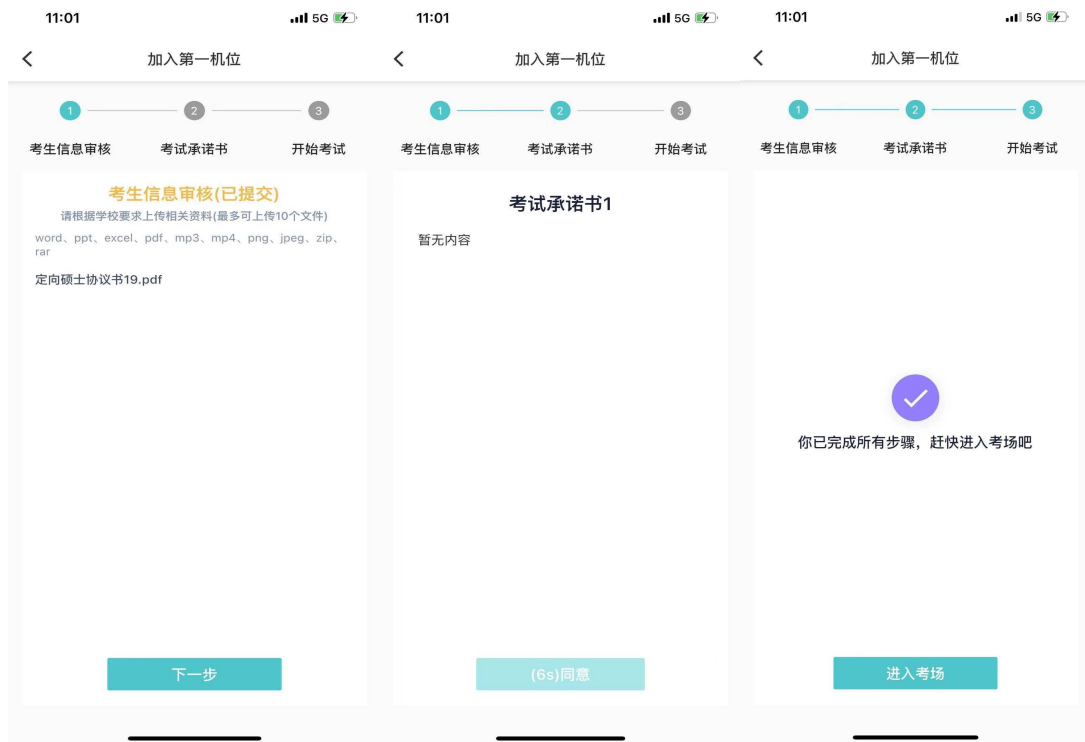 11:01
5G
加入第一机位
1
2
3
考生信息审核
考试承诺书
开始考试
考生信息审核(已提交)
请根据学校要求上传相关资料(最多可上传10个文件)
word、ppt、excel、pdf、mp3、mp4、png、jpeg、zip、
rar
定向硕士协议书19.pdf
下一步
11:01
5G
加入第一机位
1
2
3
考生信息审核
考试承诺书
开始考试
考试承诺书1
暂无内容
(6s)同意
11:01
5G
加入第一机位
1
2
3
考生信息审核
考试承诺书
开始考试
你已完成所有步骤，赶快进入考场吧
进入考场